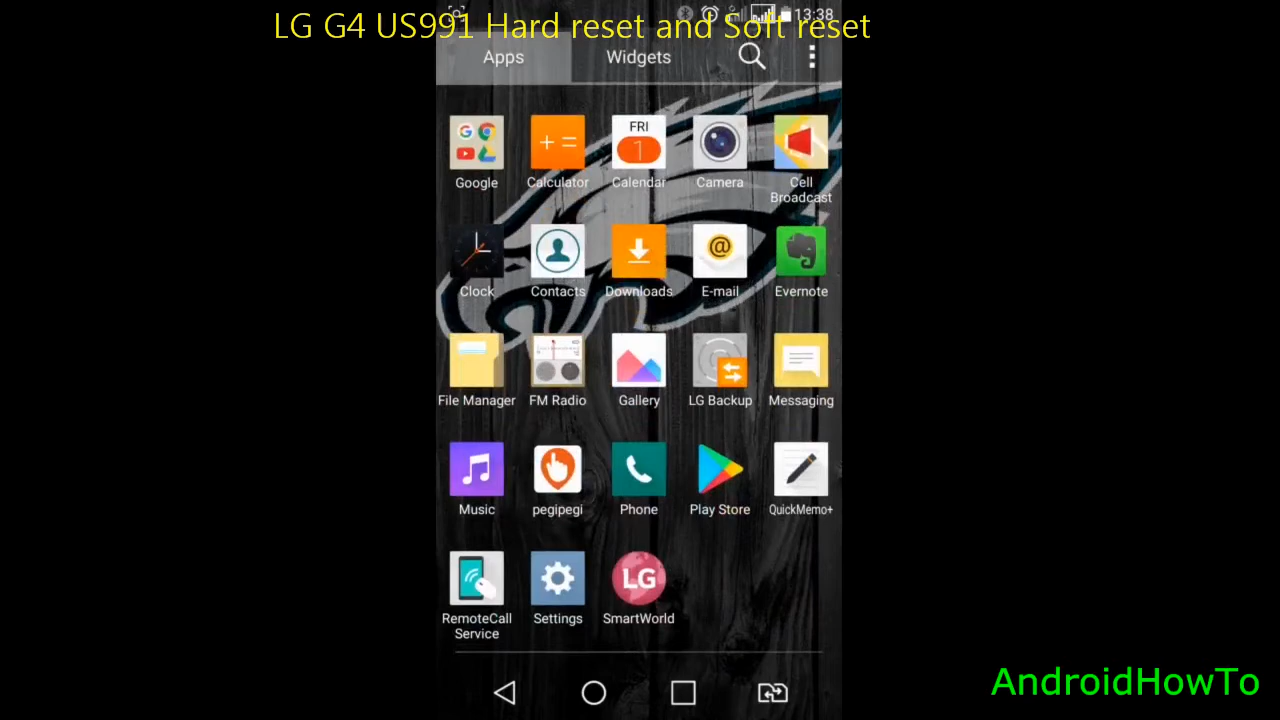 LG G4 US991 Hard reset and Soft reset
13:38
Apps Widgets
FRI
1
Google Calculator Calendar Camera Cell Broadcast
@
Clock Contacts Downloads E-mail Evernote
File Manager FM Radio Gallery LG Backup Messaging
Music pegipegi Phone Play Store QuickMemo+
LG
RemoteCall Service Settings SmartWorld
AndroidHowTo